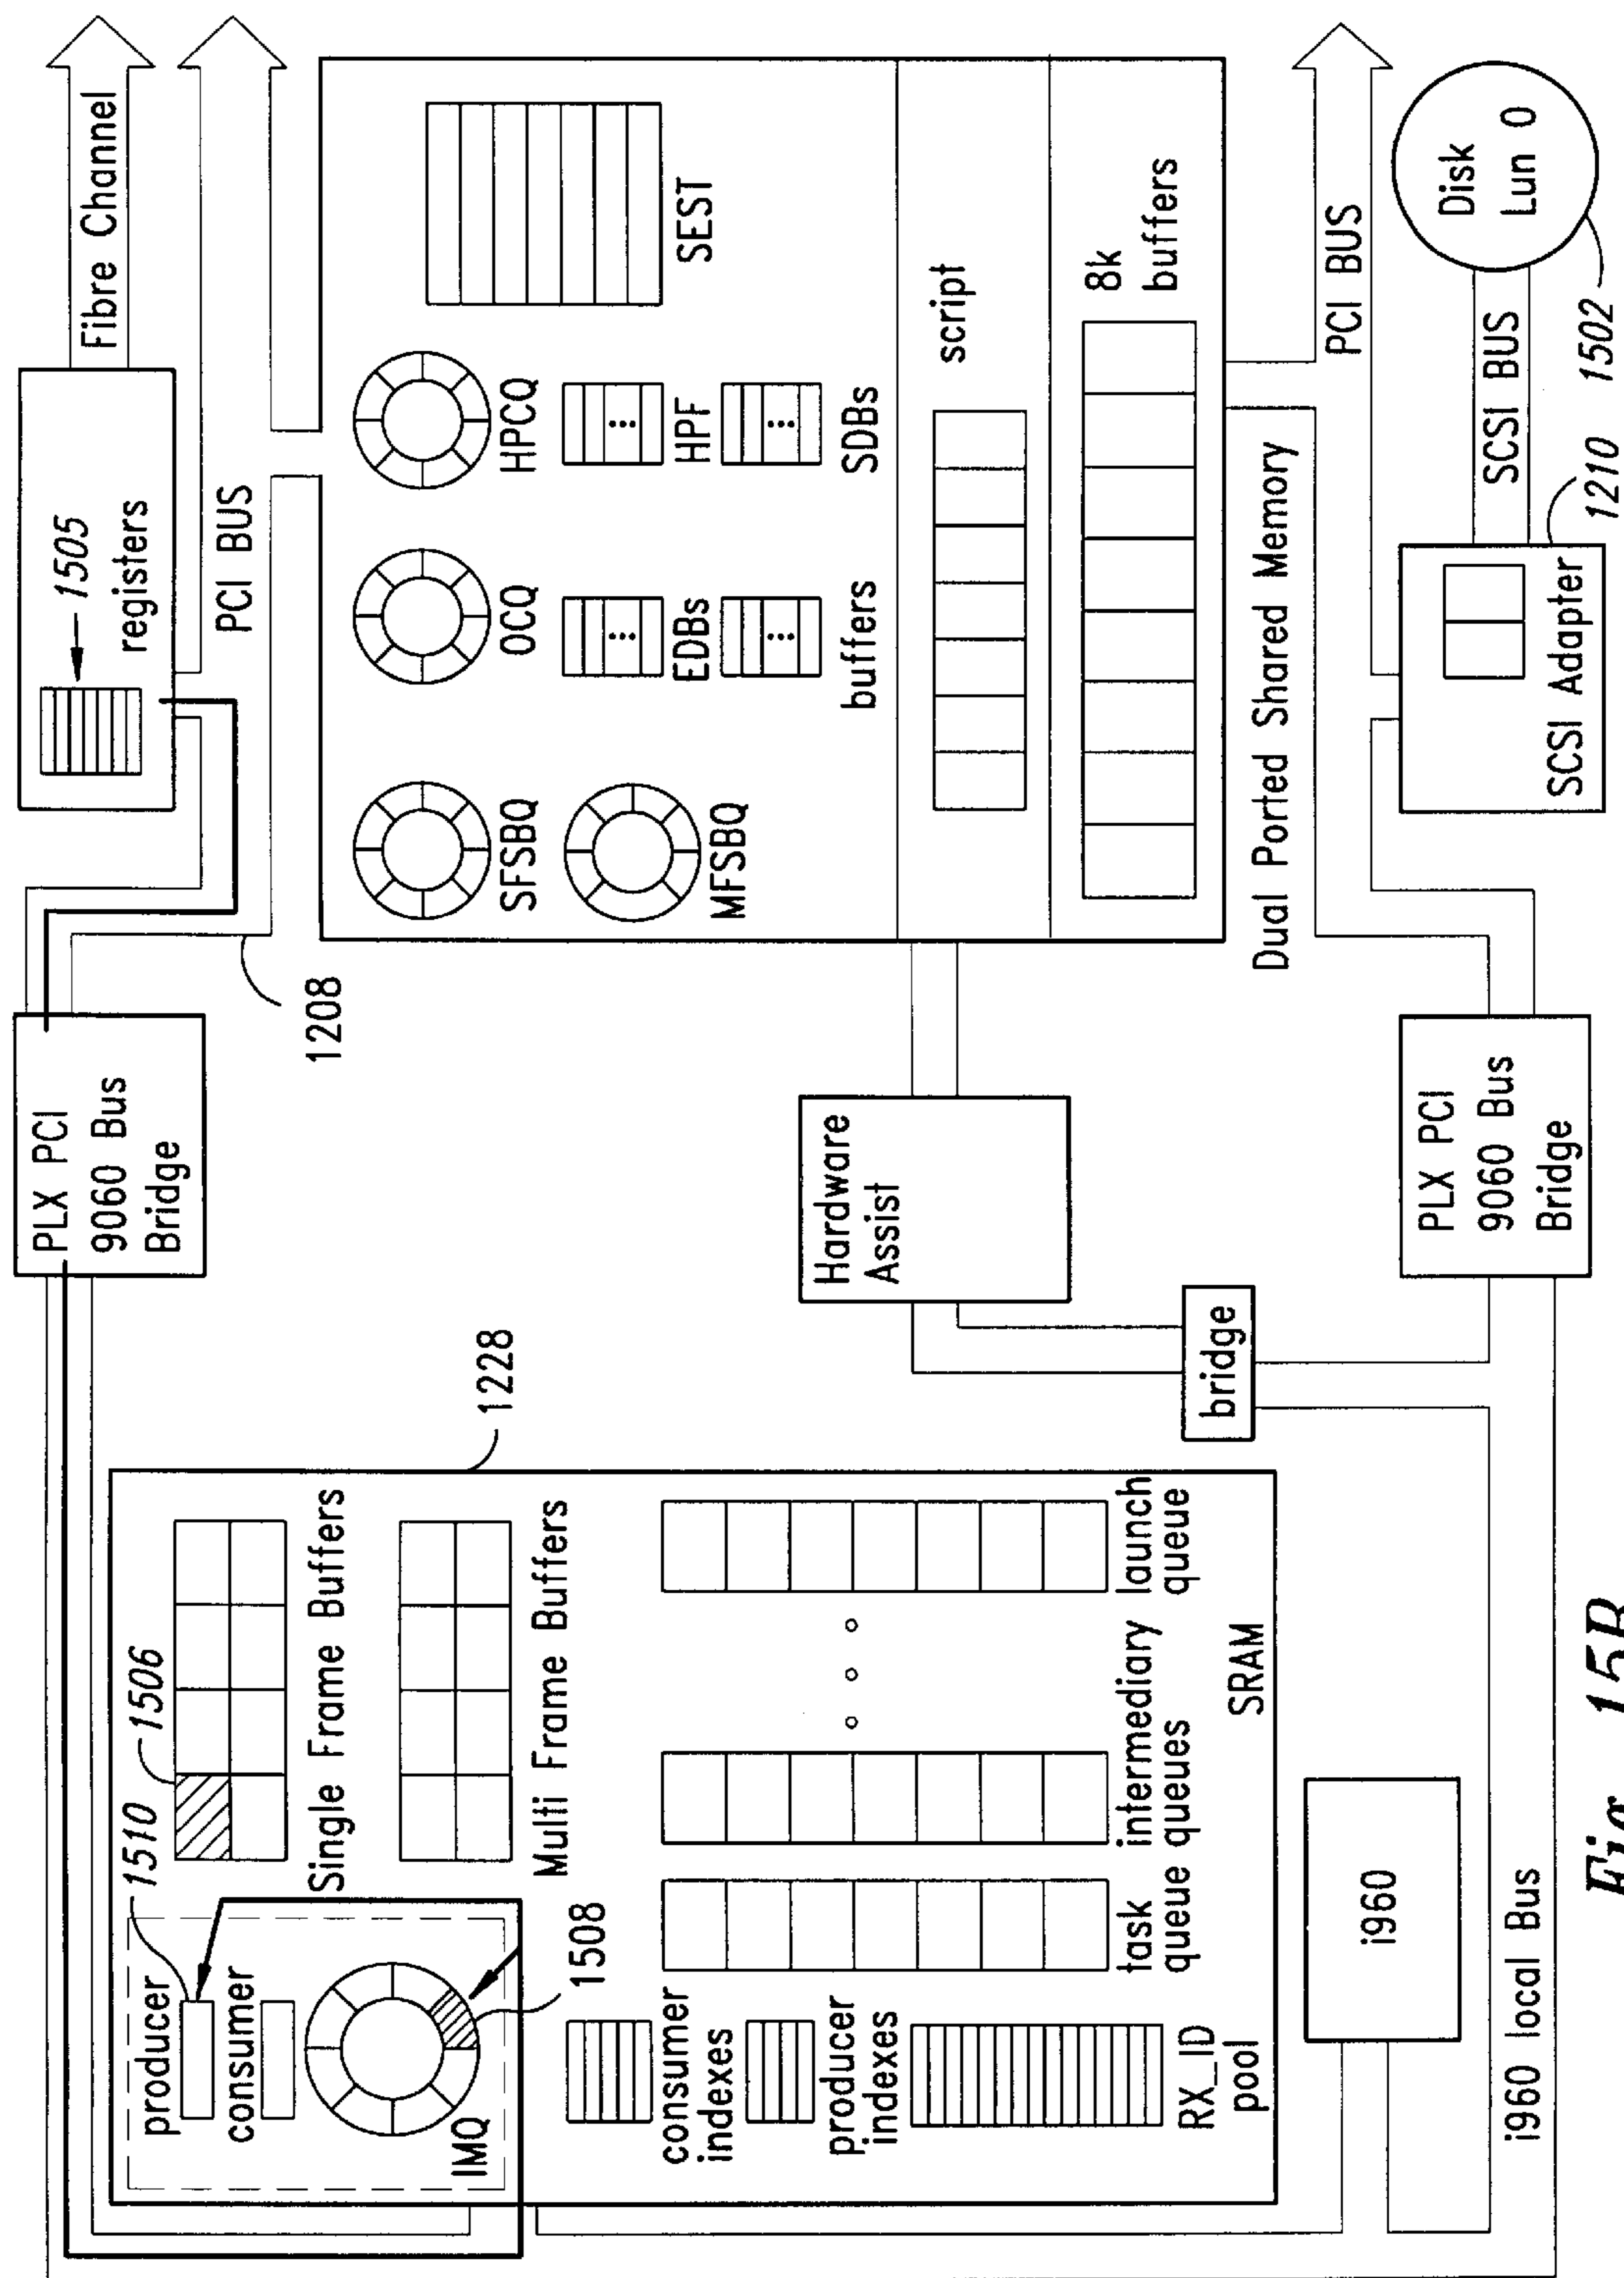 1510
1506
producer
consumer
IMQ
1508
Single Frame Buffers
Multi Frame Buffers
1228
consumer
indexes
producer
indexes
RX_ID
pool
task
queue
intermediary
queues
launch
queue
SRAM
i960
i960 local Bus
PLX PCI
9060 Bus
Bridge
1208
Hardware
Assist
bridge
PLX PCI
9060 Bus
Bridge
1505
registers
Fibre Channel
PCI BUS
SFSBQ
OCQ
HPCQ
SEST
MFSBQ
EDBs
HPF
buffers
SDBs
script
8k
buffers
Dual Ported Shared Memory
PCI BUS
SCSI Adapter
SCSI BUS
Disk
Lun 0
1210
1502
Fig. 15B